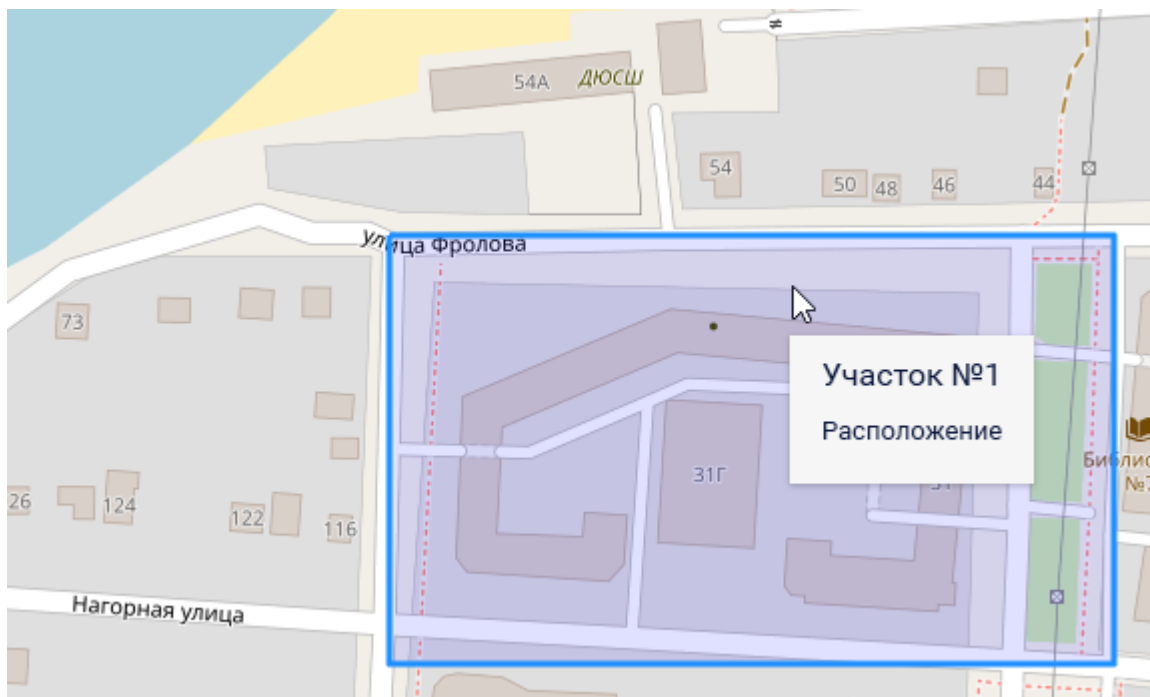 54А
ДЮСШ
54
50
48
46
44
улица Фролова
73
Участок №1
Расположение
31Г
26
124
122
116
Нагорная улица